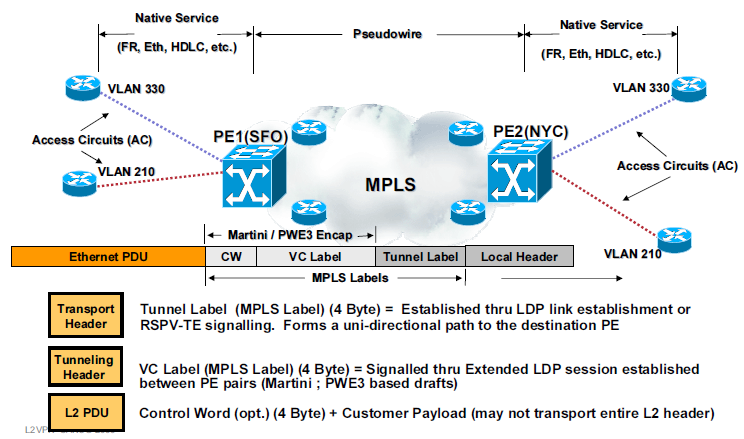 Native Service
Pseudowire
Native Service
(FR, Eth, HDLC, etc.)
(FR, Eth, HDLC, etc.)
VLAN 330
VLAN 330
PE1(SFO)
PE2(NYC)
Access Circuits (AC)
Access Circuits (AC)
VLAN 210
MPLS
VLAN 210
Martini / PWE3 Encap
Ethernet PDU
CW
VC Label
Tunnel Label
Local Header
MPLS Labels
Transport
Header
Tunnel Label (MPLS Label) (4 Byte) = Established thru LDP link establishment or
RSPV-TE signalling. Forms a uni-directional path to the destination PE
Tunneling
Header
VC Label (MPLS Label) (4 Byte) = Signalled thru Extended LDP session established
between PE pairs (Martini ; PWE3 based drafts)
L2 PDU
Control Word (opt.) (4 Byte) + Customer Payload (may not transport entire L2 header)